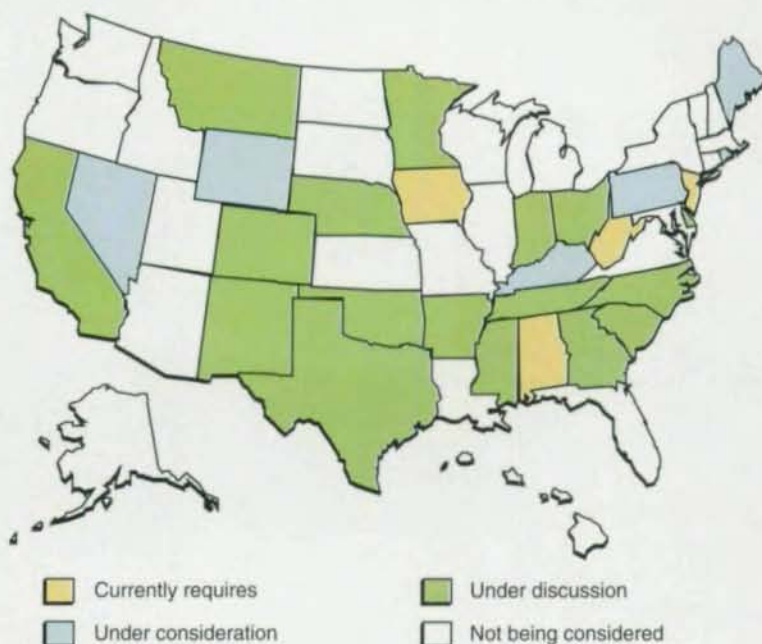 Currently requires
Under discussion
Under consideration
Not being considered